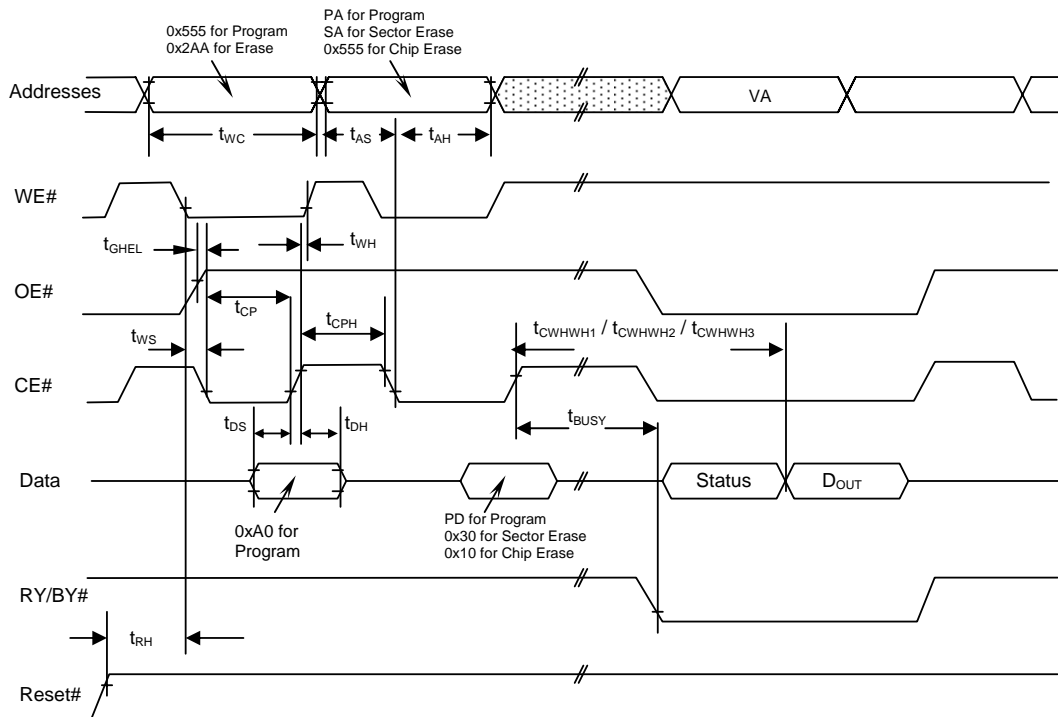 0x555 for Program
0x2AA for Erase
PA for Program
SA for Sector Erase
0x555 for Chip Erase
Addresses
VA
tWC
tAS
tAH
WE#
tGHEL
tWH
OE#
tCP
tCPH
tWS
tCWHWH1 / tCWHWH2 / tCWHWH3
CE#
tDS
tDH
tBUSY
Data
Status
DOUT
0xA0 for
Program
PD for Program
0x30 for Sector Erase
0x10 for Chip Erase
RY/BY#
tRH
Reset#